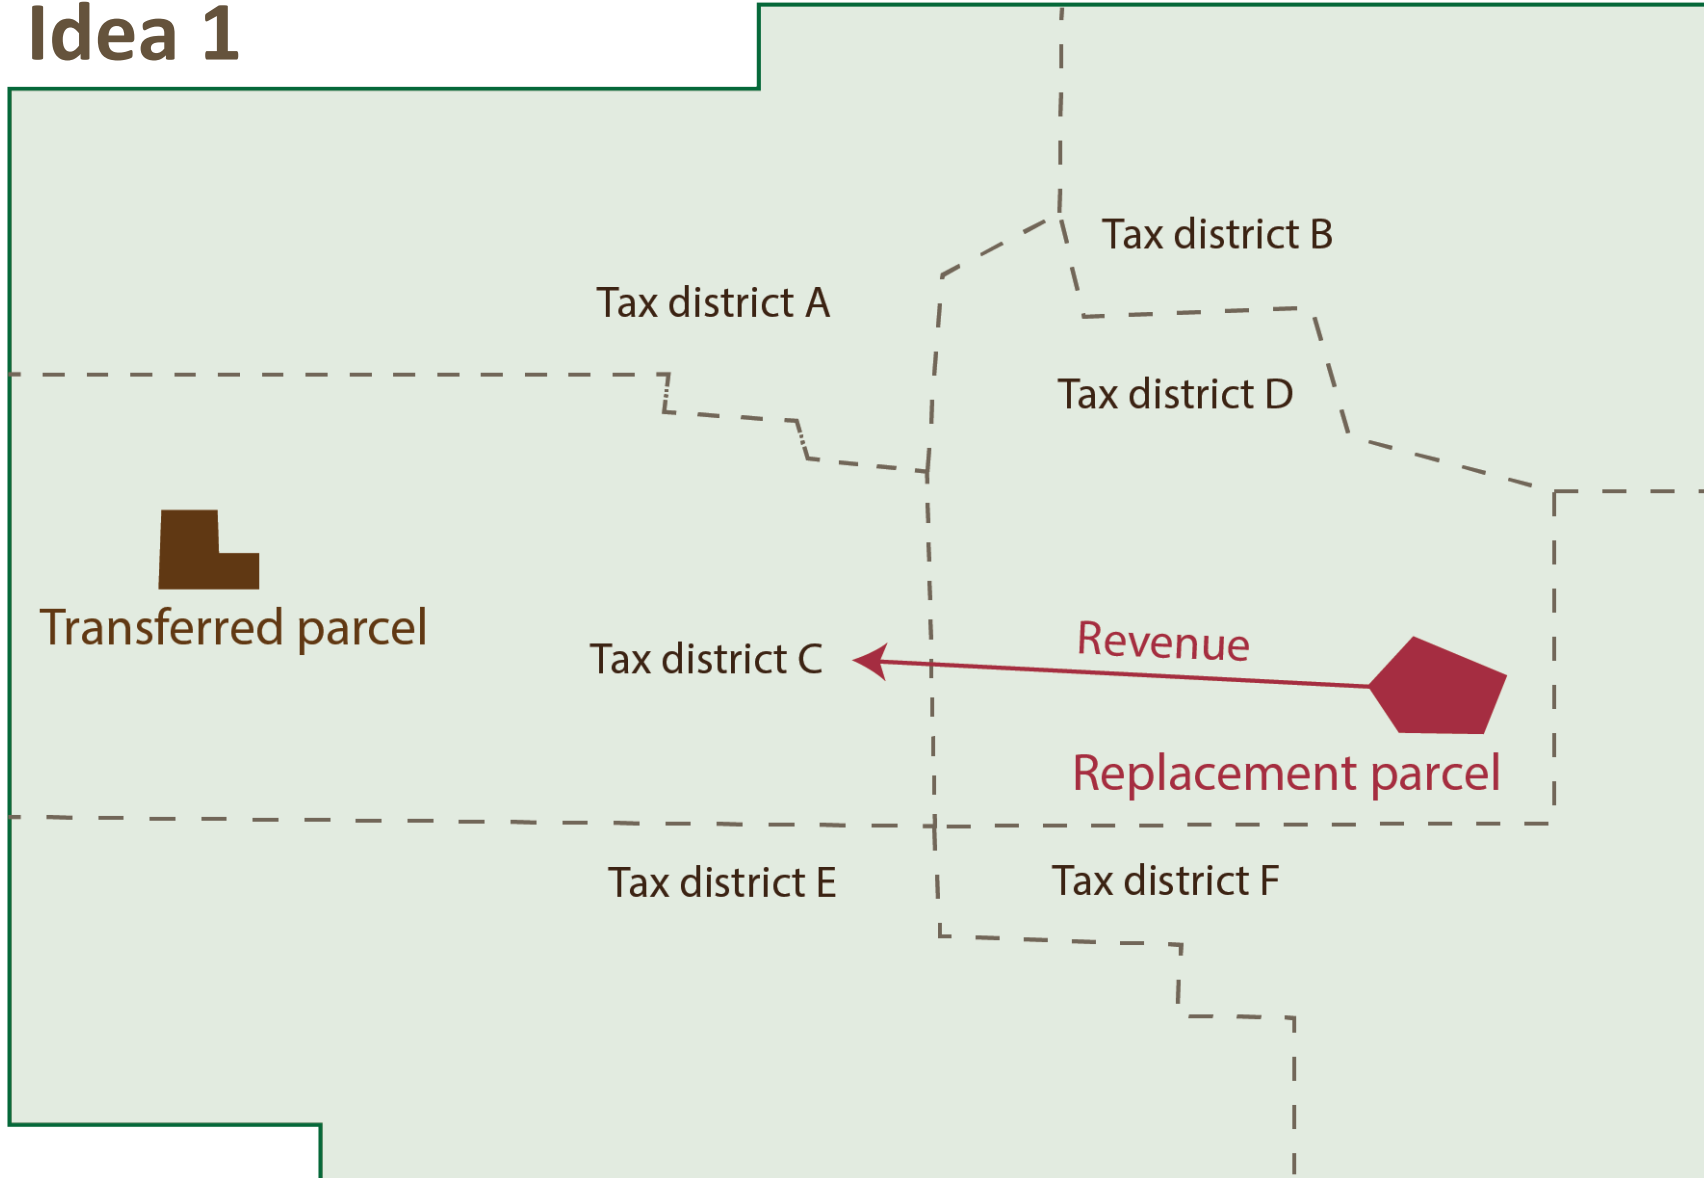 Idea 1
Tax district B
Tax district A
Tax district D
Transferred parcel
Revenue
Tax district C
Replacement parcel
Tax district E
Tax district F